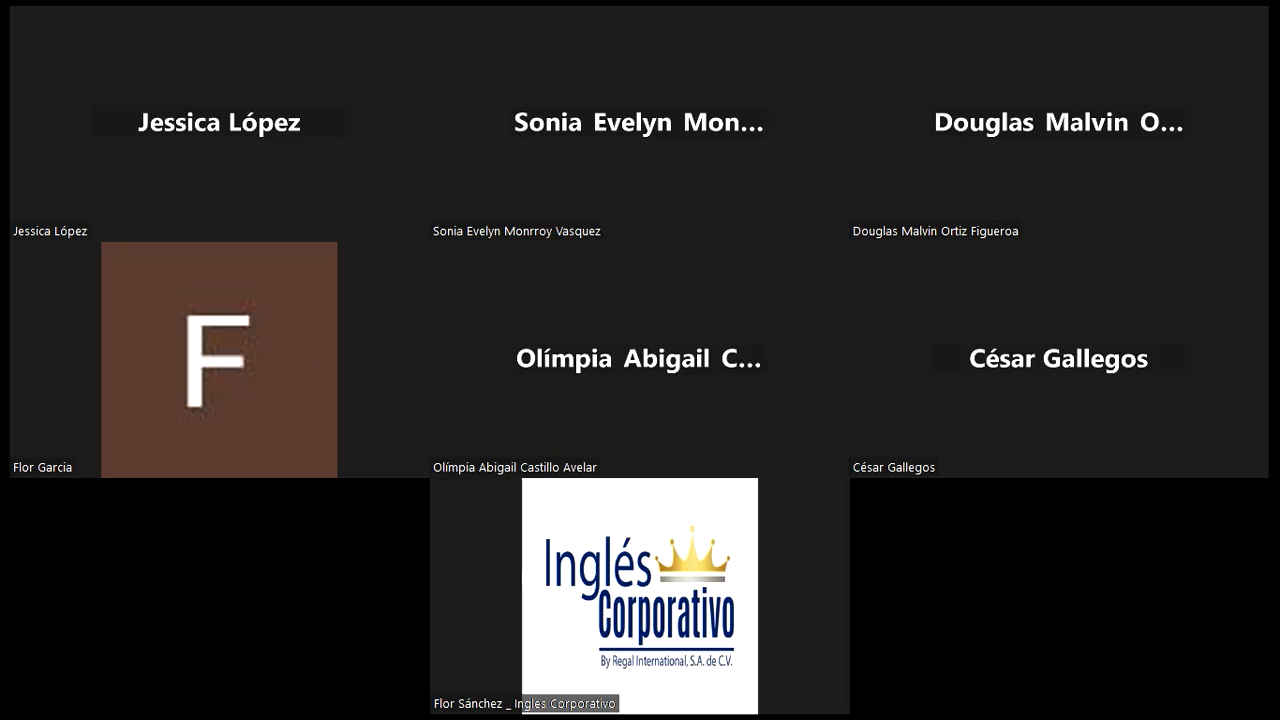 Jessica López
Sonia Evelyn Mon...
Douglas Malvin O...
Jessica López
Sonia Evelyn Monrroy Vasquez
Douglas Malvin Ortiz Figueroa
F
Olímpia Abigail C...
César Gallegos
Flor Garcia
Olímpia Abigail Castillo Avelar
César Gallegos
Inglés
Corporativo
By Regal International, S.A. de C.V.
Flor Sánchez _ Ingles Corporativo